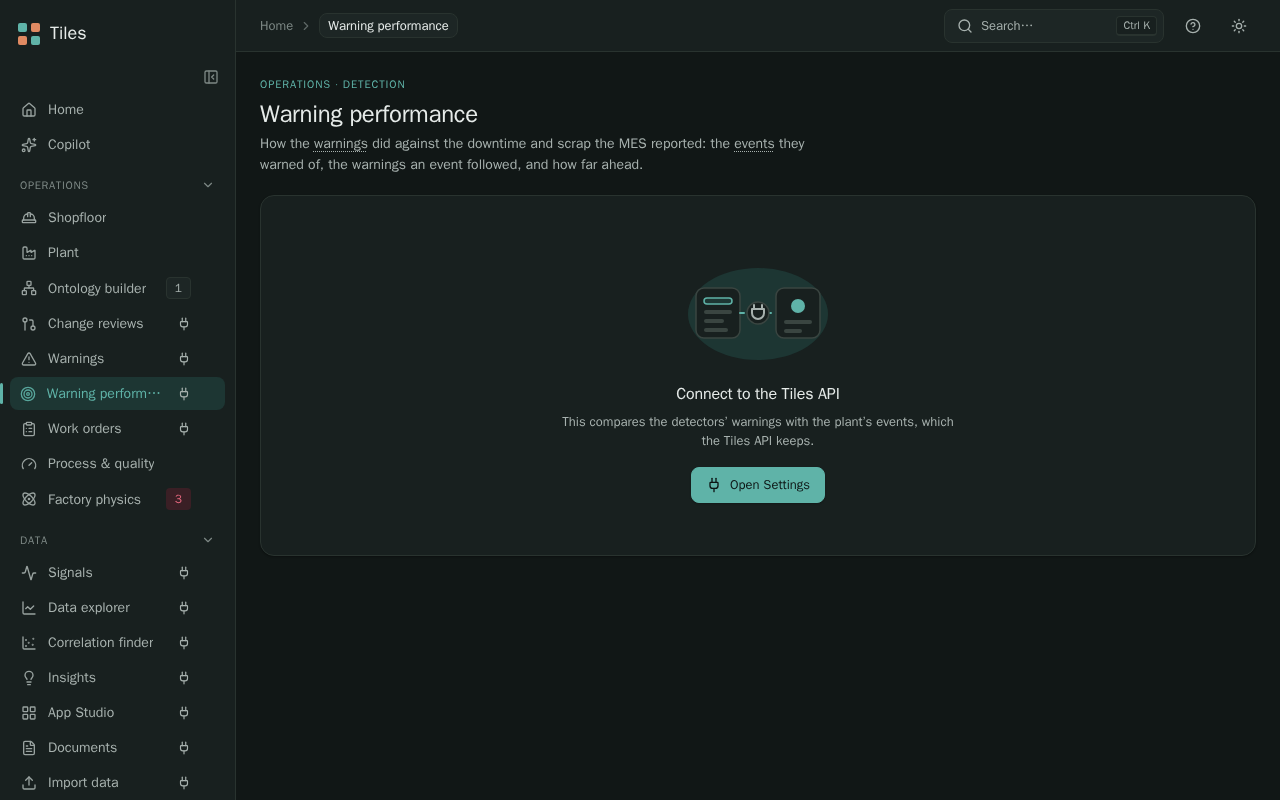 Tiles
Home
Copilot
OPERATIONS
Shopfloor
Plant
Ontology builder 1
Change reviews
Warnings
Warning perform···
Work orders
Process & quality
Factory physics 3
DATA
Signals
Data explorer
Correlation finder
Insights
App Studio
Documents
Import data
Home Warning performance
Search··· Ctrl K
OPERATIONS · DETECTION
Warning performance
How the warnings did against the downtime and scrap the MES reported: the events they
warned of, the warnings an event followed, and how far ahead.
Connect to the Tiles API
This compares the detectors’ warnings with the plant’s events, which
the Tiles API keeps.
Open Settings